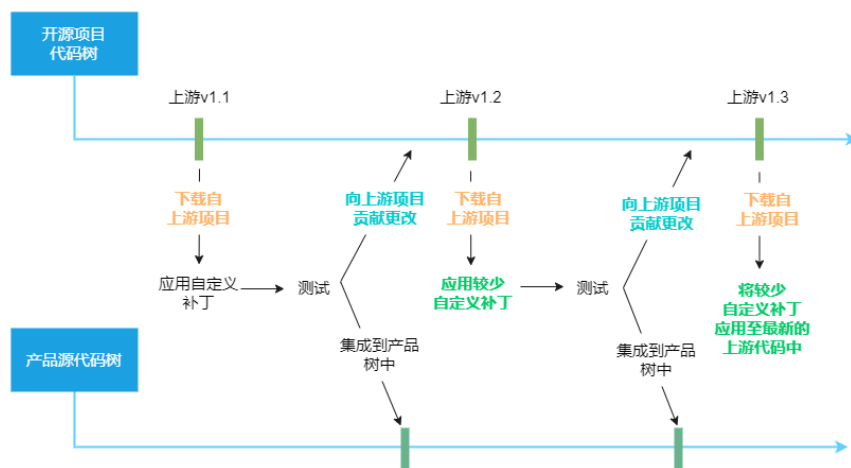 开源项目
代码树
上游v1.1
上游v1.2
上游v1.3
下载自
上游项目
向上游项目
贡献更改
下载自
上游项目
向上游项目
贡献更改
下载自
上游项目
应用自定义
补丁
测试
应用较少
自定义补丁
测试
将较少
自定义补丁
应用至最新的
上游代码中
产品源代码树
集成到产品
树中
集成到产品
树中